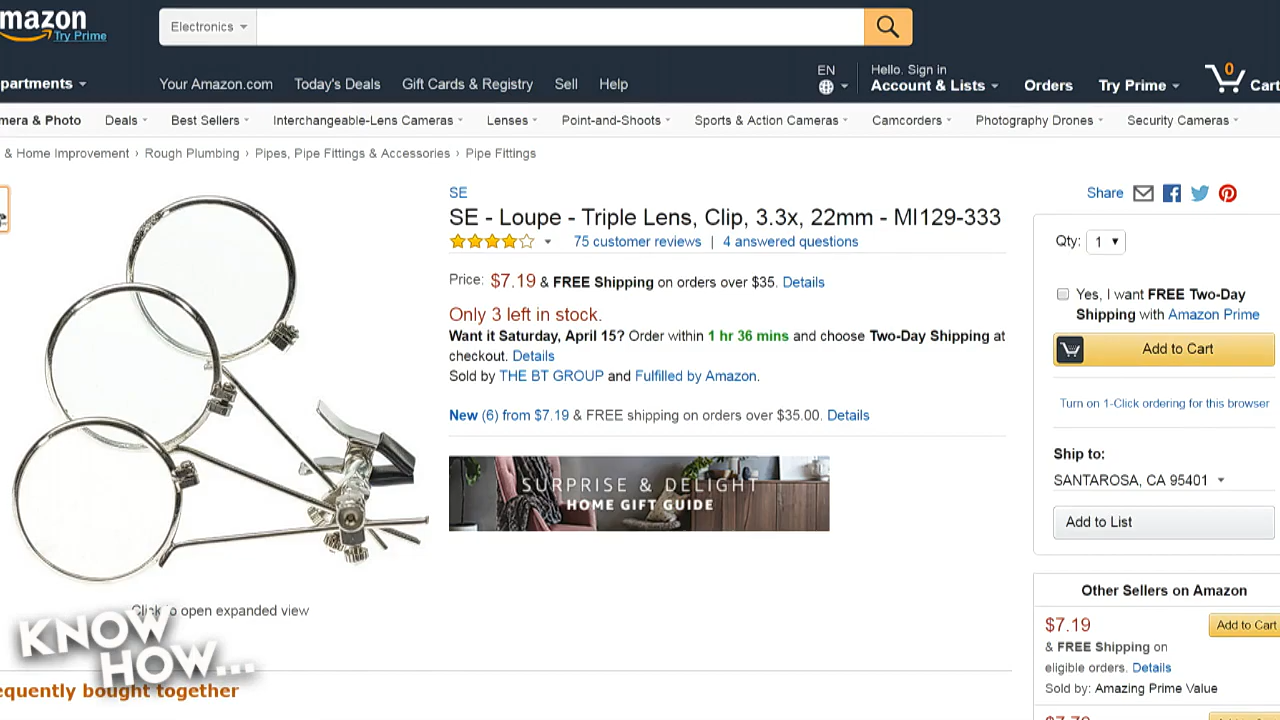 mazon
Try Prime
Electronics
partments
Your Amazon.com Today's Deals Gift Cards & Registry Sell Help
EN
Hello. Sign in
Account & Lists
Orders
Try Prime
0
Cart
mera & Photo Deals Best Sellers Interchangeable-Lens Cameras Lenses Point-and-Shoots Sports & Action Cameras Camcorders Photography Drones Security Cameras
& Home Improvement › Rough Plumbing › Pipes, Pipe Fittings & Accessories › Pipe Fittings
SE
SE - Loupe - Triple Lens, Clip, 3.3x, 22mm - MI129-333
75 customer reviews | 4 answered questions
Price: $7.19 & FREE Shipping on orders over $35. Details
Only 3 left in stock.
Want it Saturday, April 15? Order within 1 hr 36 mins and choose Two-Day Shipping at
checkout. Details
Sold by THE BT GROUP and Fulfilled by Amazon.
New (6) from $7.19 & FREE shipping on orders over $35.00. Details
SURPRISE & DELIGHT
HOME GIFT GUIDE
Click to open expanded view
KNOW
HOW...
equently bought together
Share
Qty: 1
Yes, I want FREE Two-Day
Shipping with Amazon Prime
Add to Cart
Turn on 1-Click ordering for this browser
Ship to:
SANTAROSA, CA 95401
Add to List
Other Sellers on Amazon
$7.19
Add to Cart
& FREE Shipping on
eligible orders. Details
Sold by: Amazing Prime Value